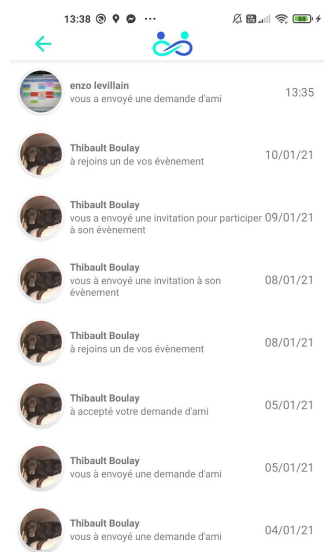 13:38
88
enzo levillain
vous a envoyé une demande d'ami
13:35
Thibault Boulay
à rejoins un de vos évènement
10/01/21
Thibault Boulay
vous a envoyé une invitation pour participer
à son évènement
09/01/21
Thibault Boulay
vous à envoyé une invitation à son
évènement
08/01/21
Thibault Boulay
à rejoins un de vos évènement
08/01/21
Thibault Boulay
à accepté votre demande d'ami
05/01/21
Thibault Boulay
vous à envoyé une demande d'ami
05/01/21
Thibault Boulay
vous à envoyé une demande d'ami
04/01/21